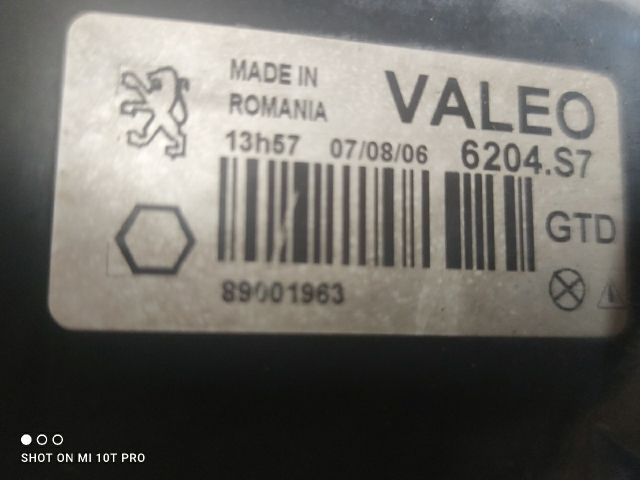 MADE IN
ROMANIA
VALEO
13h57 07/08/06 6204.S7
GTD
89001963
SHOT ON MI 10T PRO